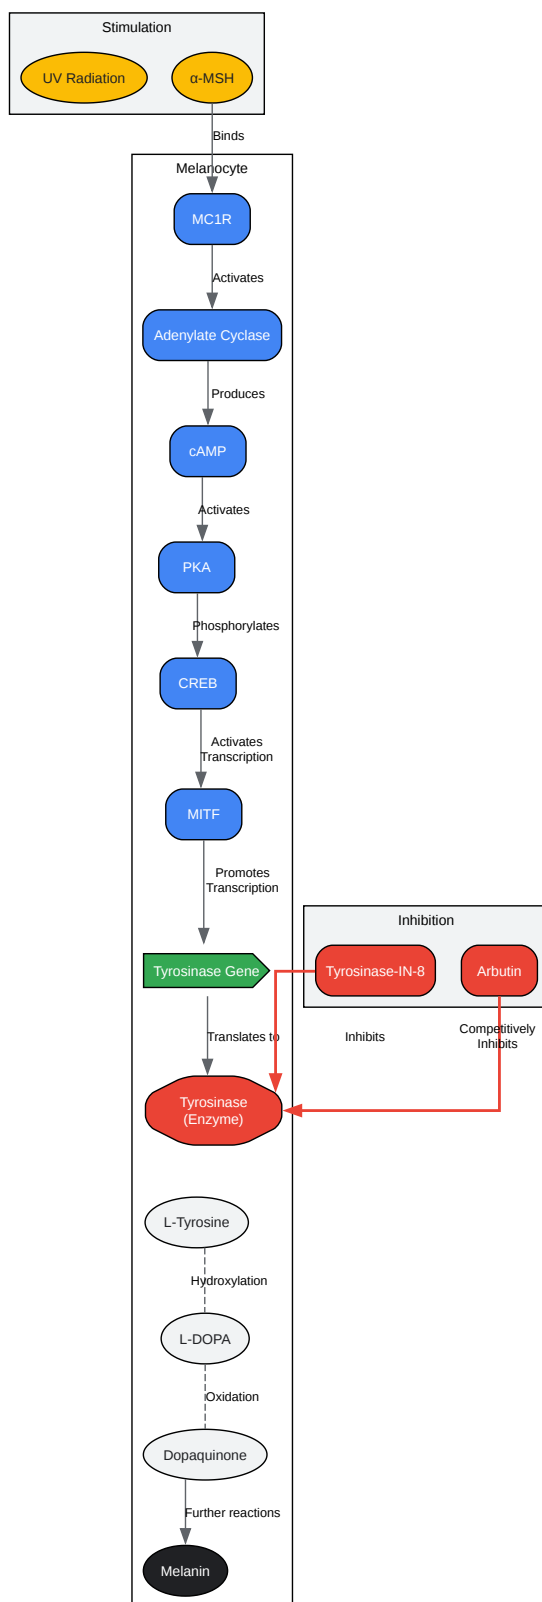 Stimulation
UV Radiation
α-MSH
Binds
Melanocyte
MC1R
Activates
Adenylate Cyclase
Produces
cAMP
Activates
PKA
Phosphorylates
CREB
Activates
Transcription
MITF
Promotes
Transcription
Inhibition
Tyrosinase Gene
Tyrosinase-IN-8
Arbutin
Translates to
Inhibits
Competitively
Inhibits
Tyrosinase
(Enzyme)
L-Tyrosine
Hydroxylation
L-DOPA
Oxidation
Dopaquinone
Further reactions
Melanin